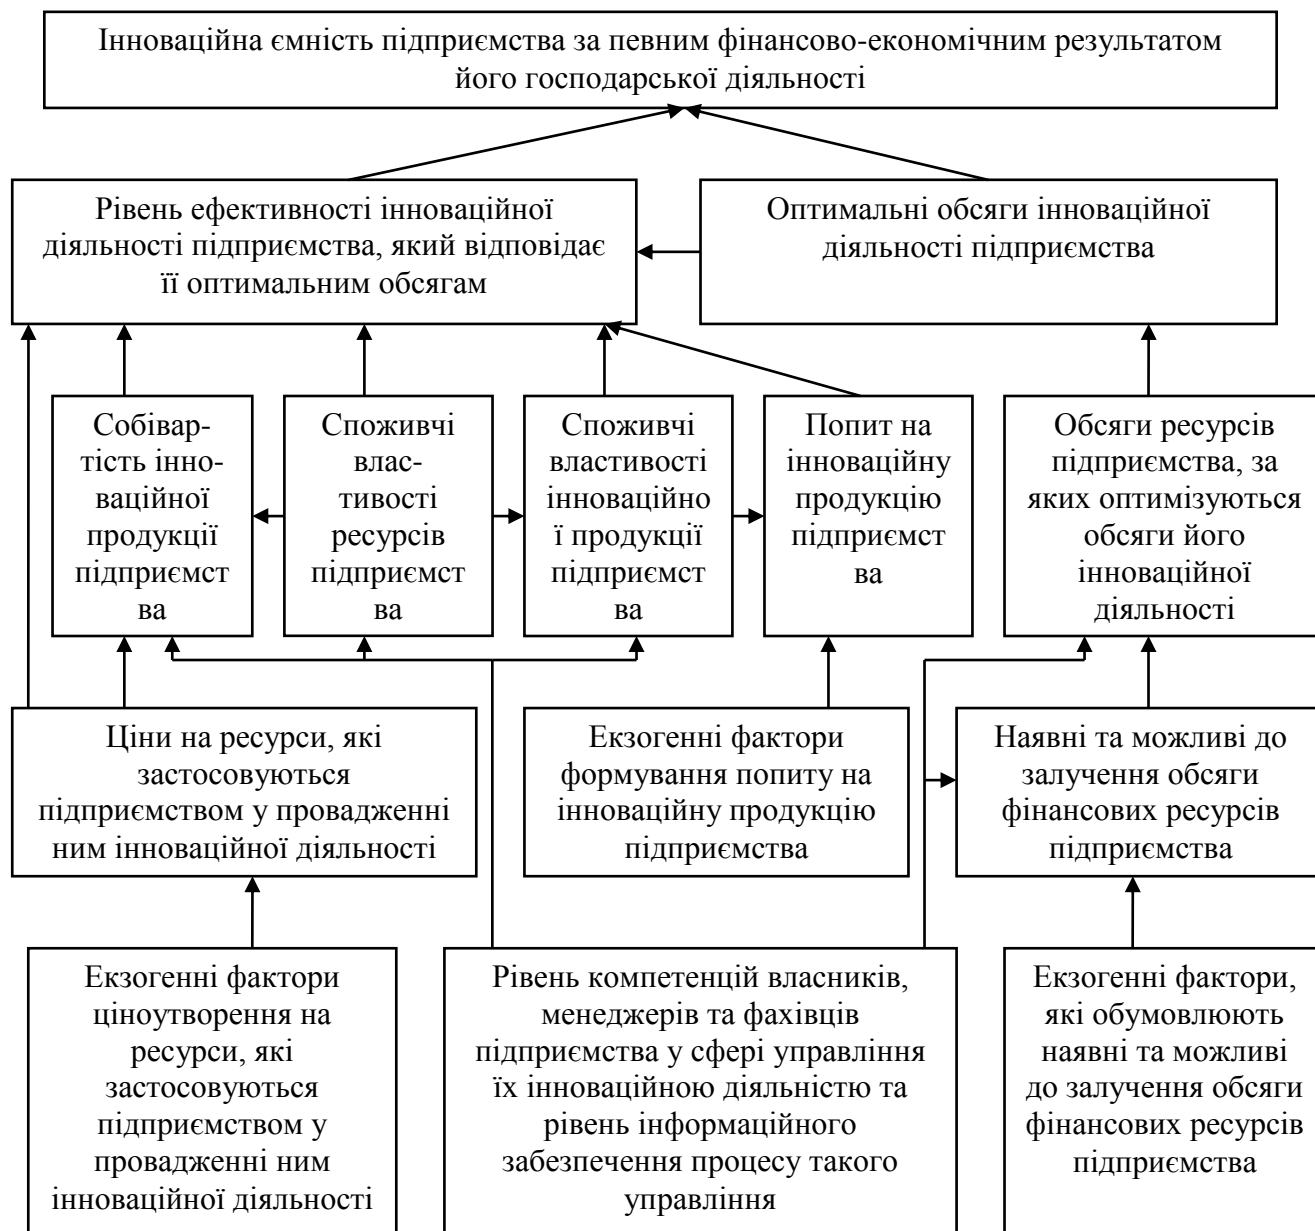 Інноваційна ємність підприємства за певним фінансово-економічним результатом
його господарської діяльності
Рівень ефективності інноваційної
діяльності підприємства, який відповідає
її оптимальним обсягам
Оптимальні обсяги інноваційної
діяльності підприємства
Собівар-
тість інно-
ваційної
продукції
підприємст
ва
Споживчі
влас-
тивості
ресурсів
підприємст
ва
Споживчі
властивості
інноваційно
ї продукції
підприємст
ва
Попит на
інноваційну
продукцію
підприємст
ва
Обсяги ресурсів
підприємства, за
яких оптимізуються
обсяги його
інноваційної
діяльності
Ціни на ресурси, які
застосовуються
підприємством у провадженні
ним інноваційної діяльності
Екзогенні фактори
формування попиту на
інноваційну продукцію
підприємства
Наявні та можливі до
залучення обсяги
фінансових ресурсів
підприємства
Екзогенні фактори
ціноутворення на
ресурси, які
застосовуються
підприємством у
провадженні ним
інноваційної діяльності
Рівень компетенцій власників,
менеджерів та фахівців
підприємства у сфері управління
їх інноваційною діяльністю та
рівень інформаційного
забезпечення процесу такого
управління
Екзогенні фактори,
які обумовлюють
наявні та можливі
до залучення обсяги
фінансових ресурсів
підприємства